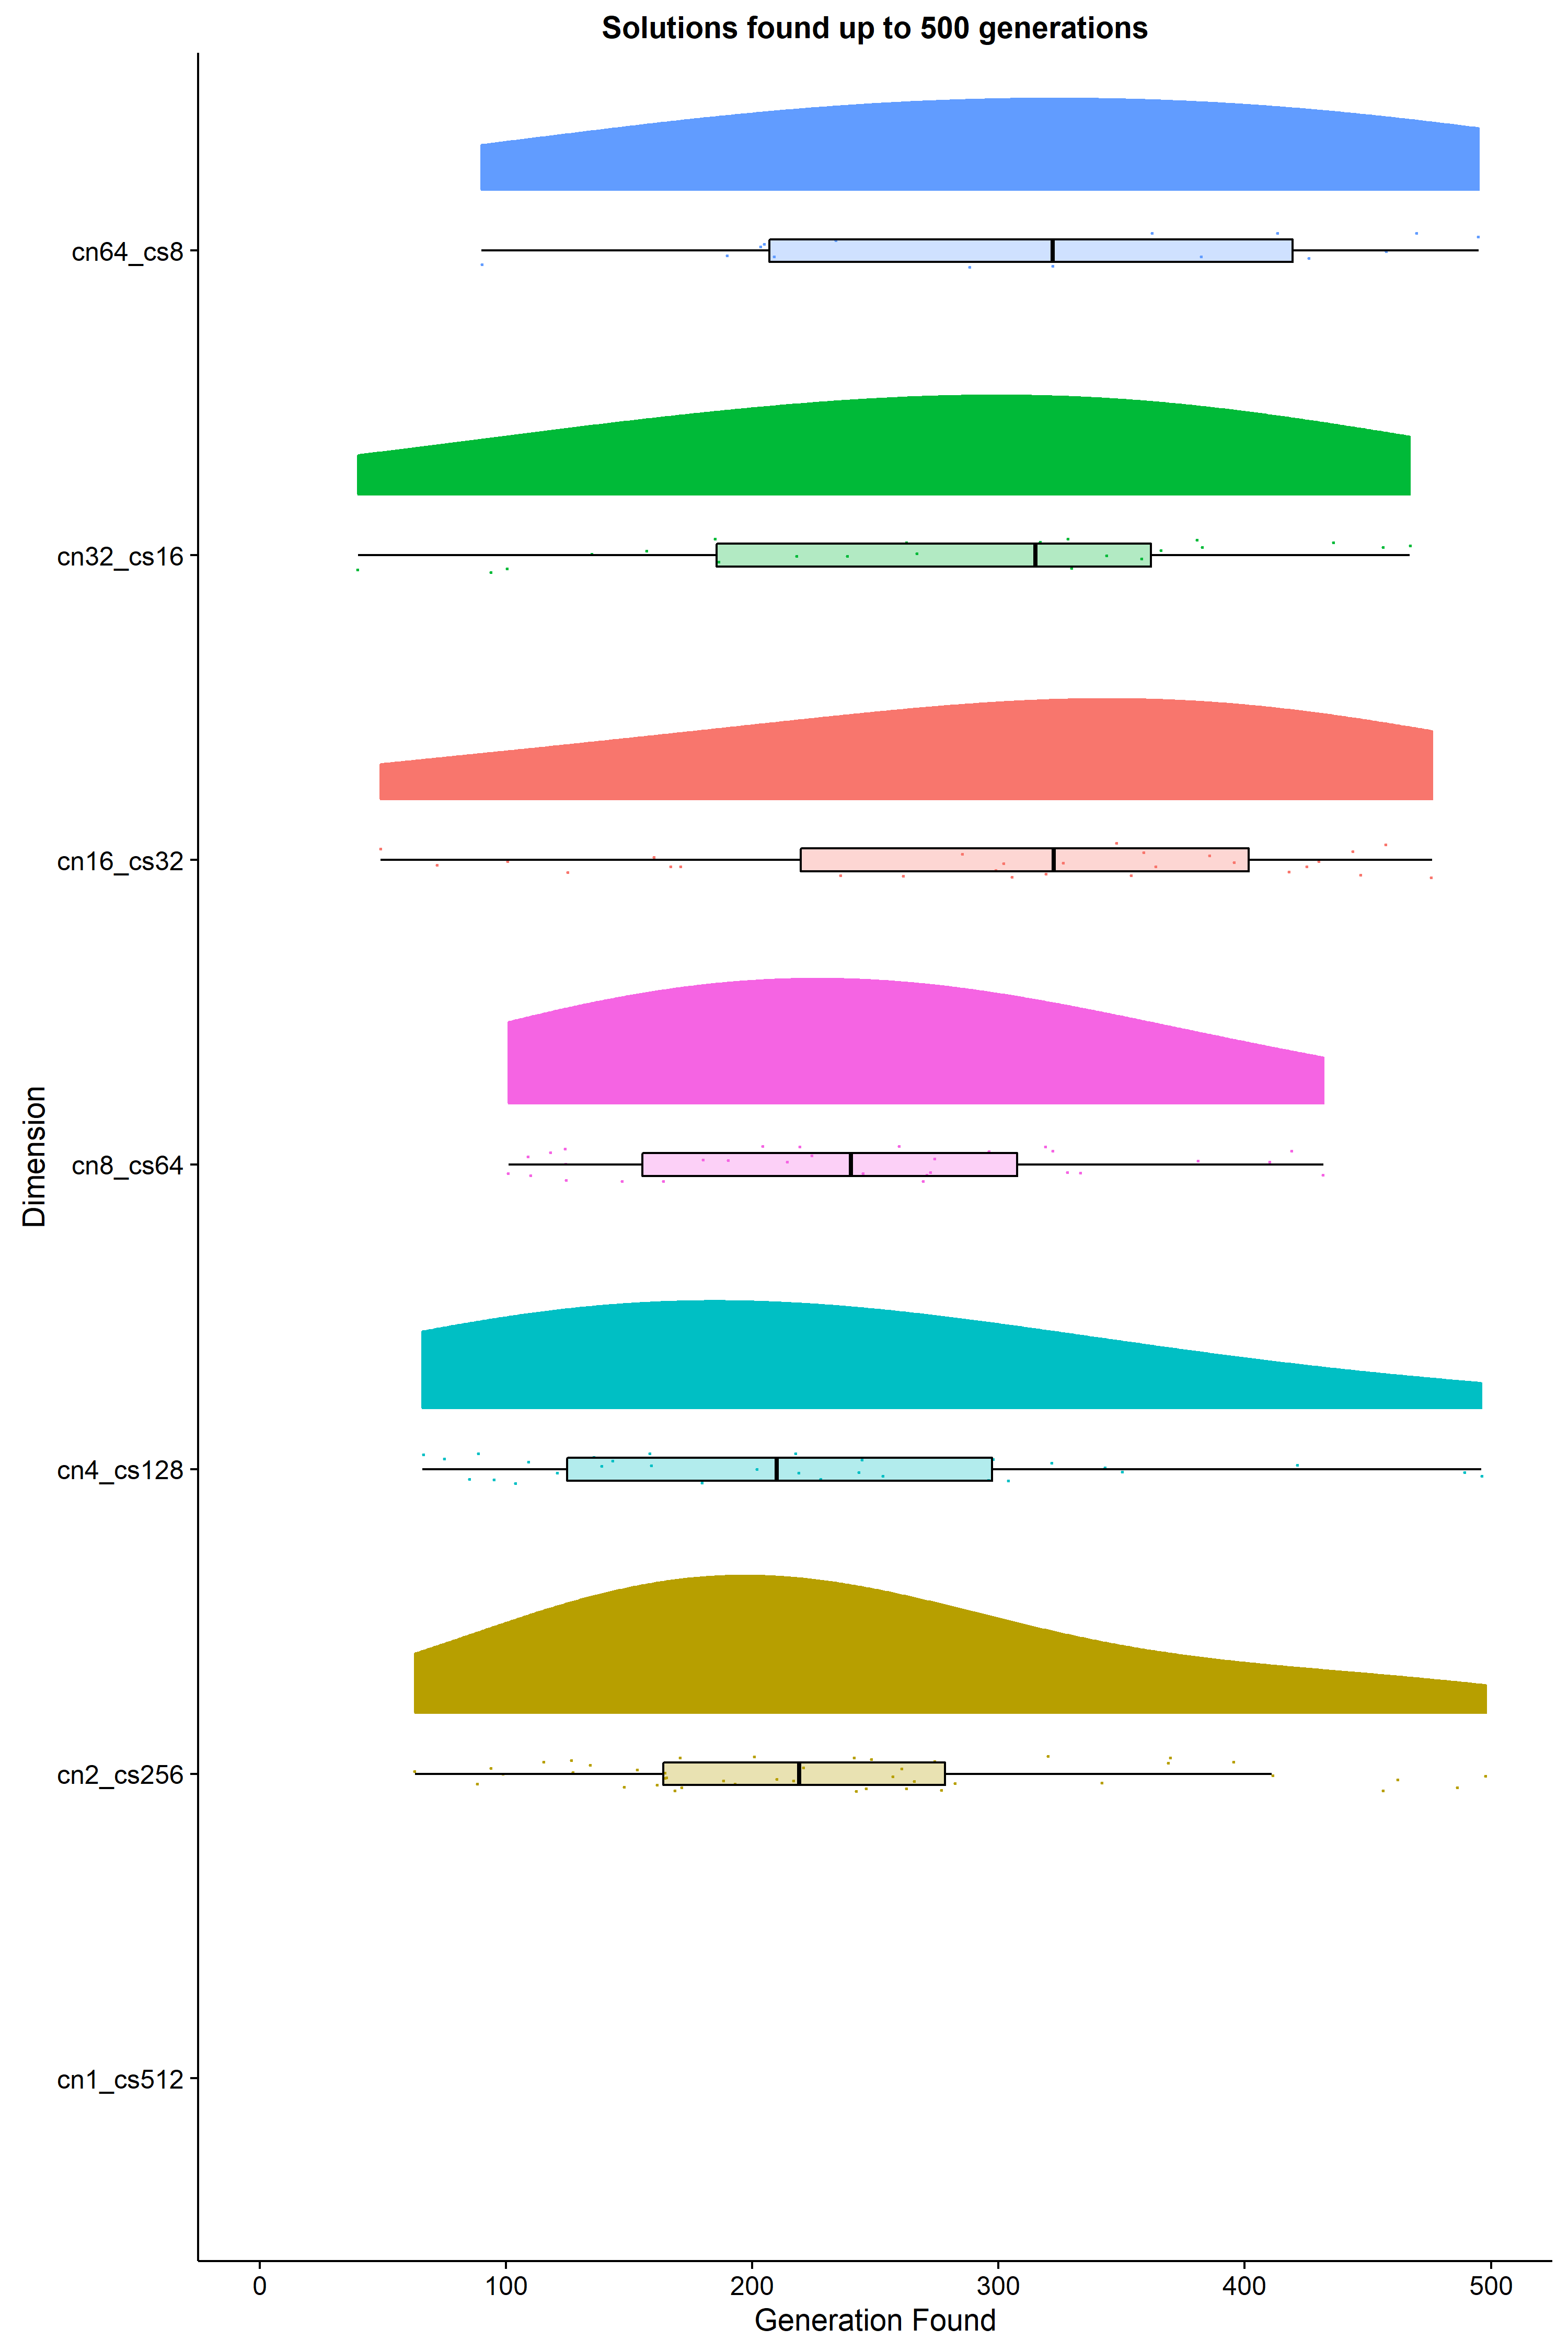 Solutions found up to 500 generations
cn64_cs8
cn32_cs16
cn16_cs32
cn8_cs64
cn4_cs128
cn2_cs256
cn1_cs512
Dimension
0 100 200 300 400 500
Generation Found